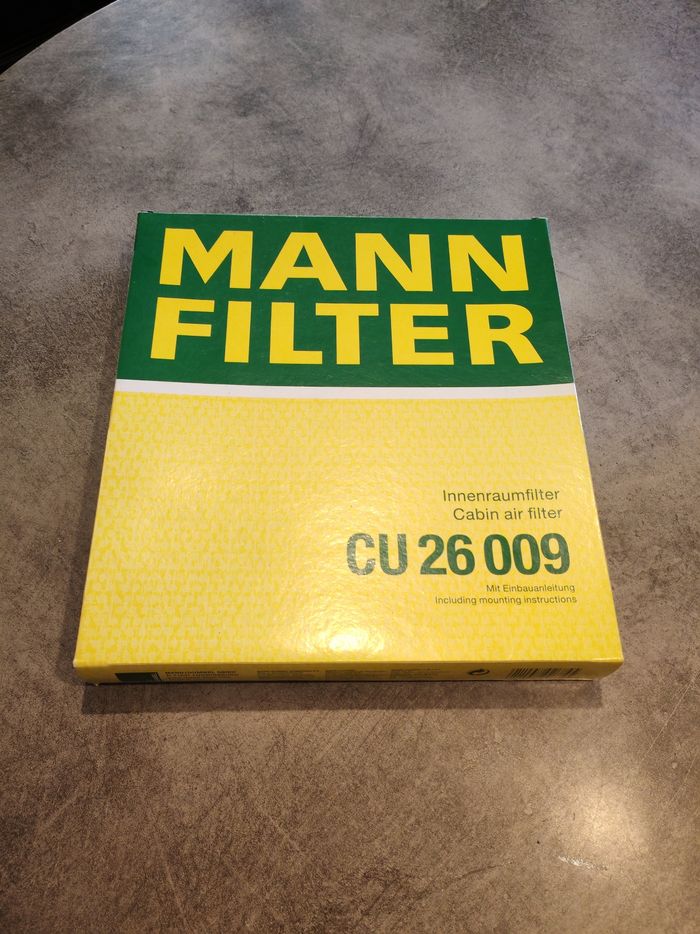 MANN
FILTER
Innenraumfilter
Cabin air filter
CU 26 009
Mit Einbauanleitung
Including mounting instructions